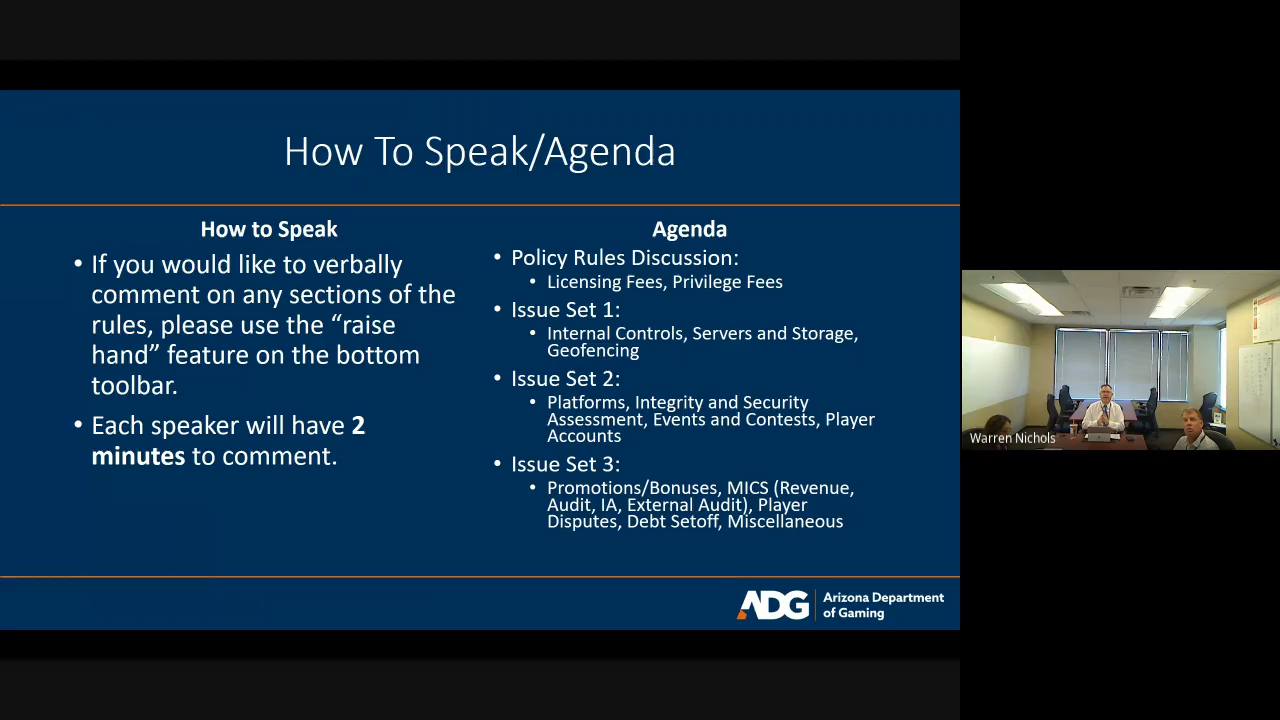 How To Speak/Agenda
How to Speak
• If you would like to verbally
comment on any sections of the
rules, please use the “raise
hand” feature on the bottom
toolbar.
• Each speaker will have 2
minutes to comment.
Agenda
• Policy Rules Discussion:
• Licensing Fees, Privilege Fees
• Issue Set 1:
• Internal Controls, Servers and Storage,
Geofencing
• Issue Set 2:
• Platforms, Integrity and Security
Assessment, Events and Contests, Player
Accounts
• Issue Set 3:
• Promotions/Bonuses, MICS (Revenue,
Audit, IA, External Audit), Player
Disputes, Debt Setoff, Miscellaneous
ADG
Arizona Department
of Gaming
Warren Nichols